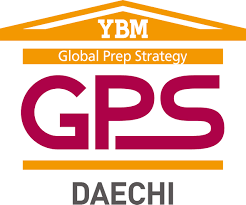 YBM
Global Prep Strategy
GPS
DAECHI